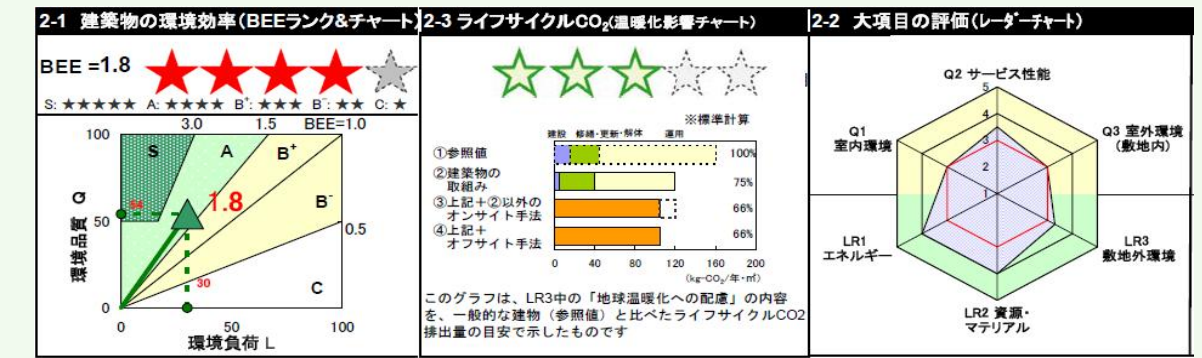 2-1 建築物の環境効率(BEEランク&チャート)
BEE =1.8
S: ★★★★★ A: ★★★★ B⁺: ★★★ B⁻: ★★ C: ★
3.0 1.5 BEE=1.0
100
S
A
B⁺
B⁻
0.5
C
1.8
54
50
30
0
環境品質 Q
0 50 100
環境負荷 L
2-3 ライフサイクルCO₂(温暖化影響チャート)
※標準計算
建設 修繕・更新・解体 運用
①参照値 100%
②建築物の
取組み 75%
③上記+②以外の
オンサイト手法 66%
④上記+
オフサイト手法 66%
0 40 80 120 160 200
(kg-CO₂/年・㎡)
このグラフは、LR3中の「地球温暖化への配慮」の内容
を、一般的な建物(参照値)と比べたライフサイクルCO2
排出量の目安で示したものです
2-2 大項目の評価(レーダーチャート)
Q2 サービス性能
5
4
3
2
1
Q1
室内環境
Q3 室外環境
(敷地内)
LR1
エネルギー
LR3
敷地外環境
LR2 資源・
マテリアル